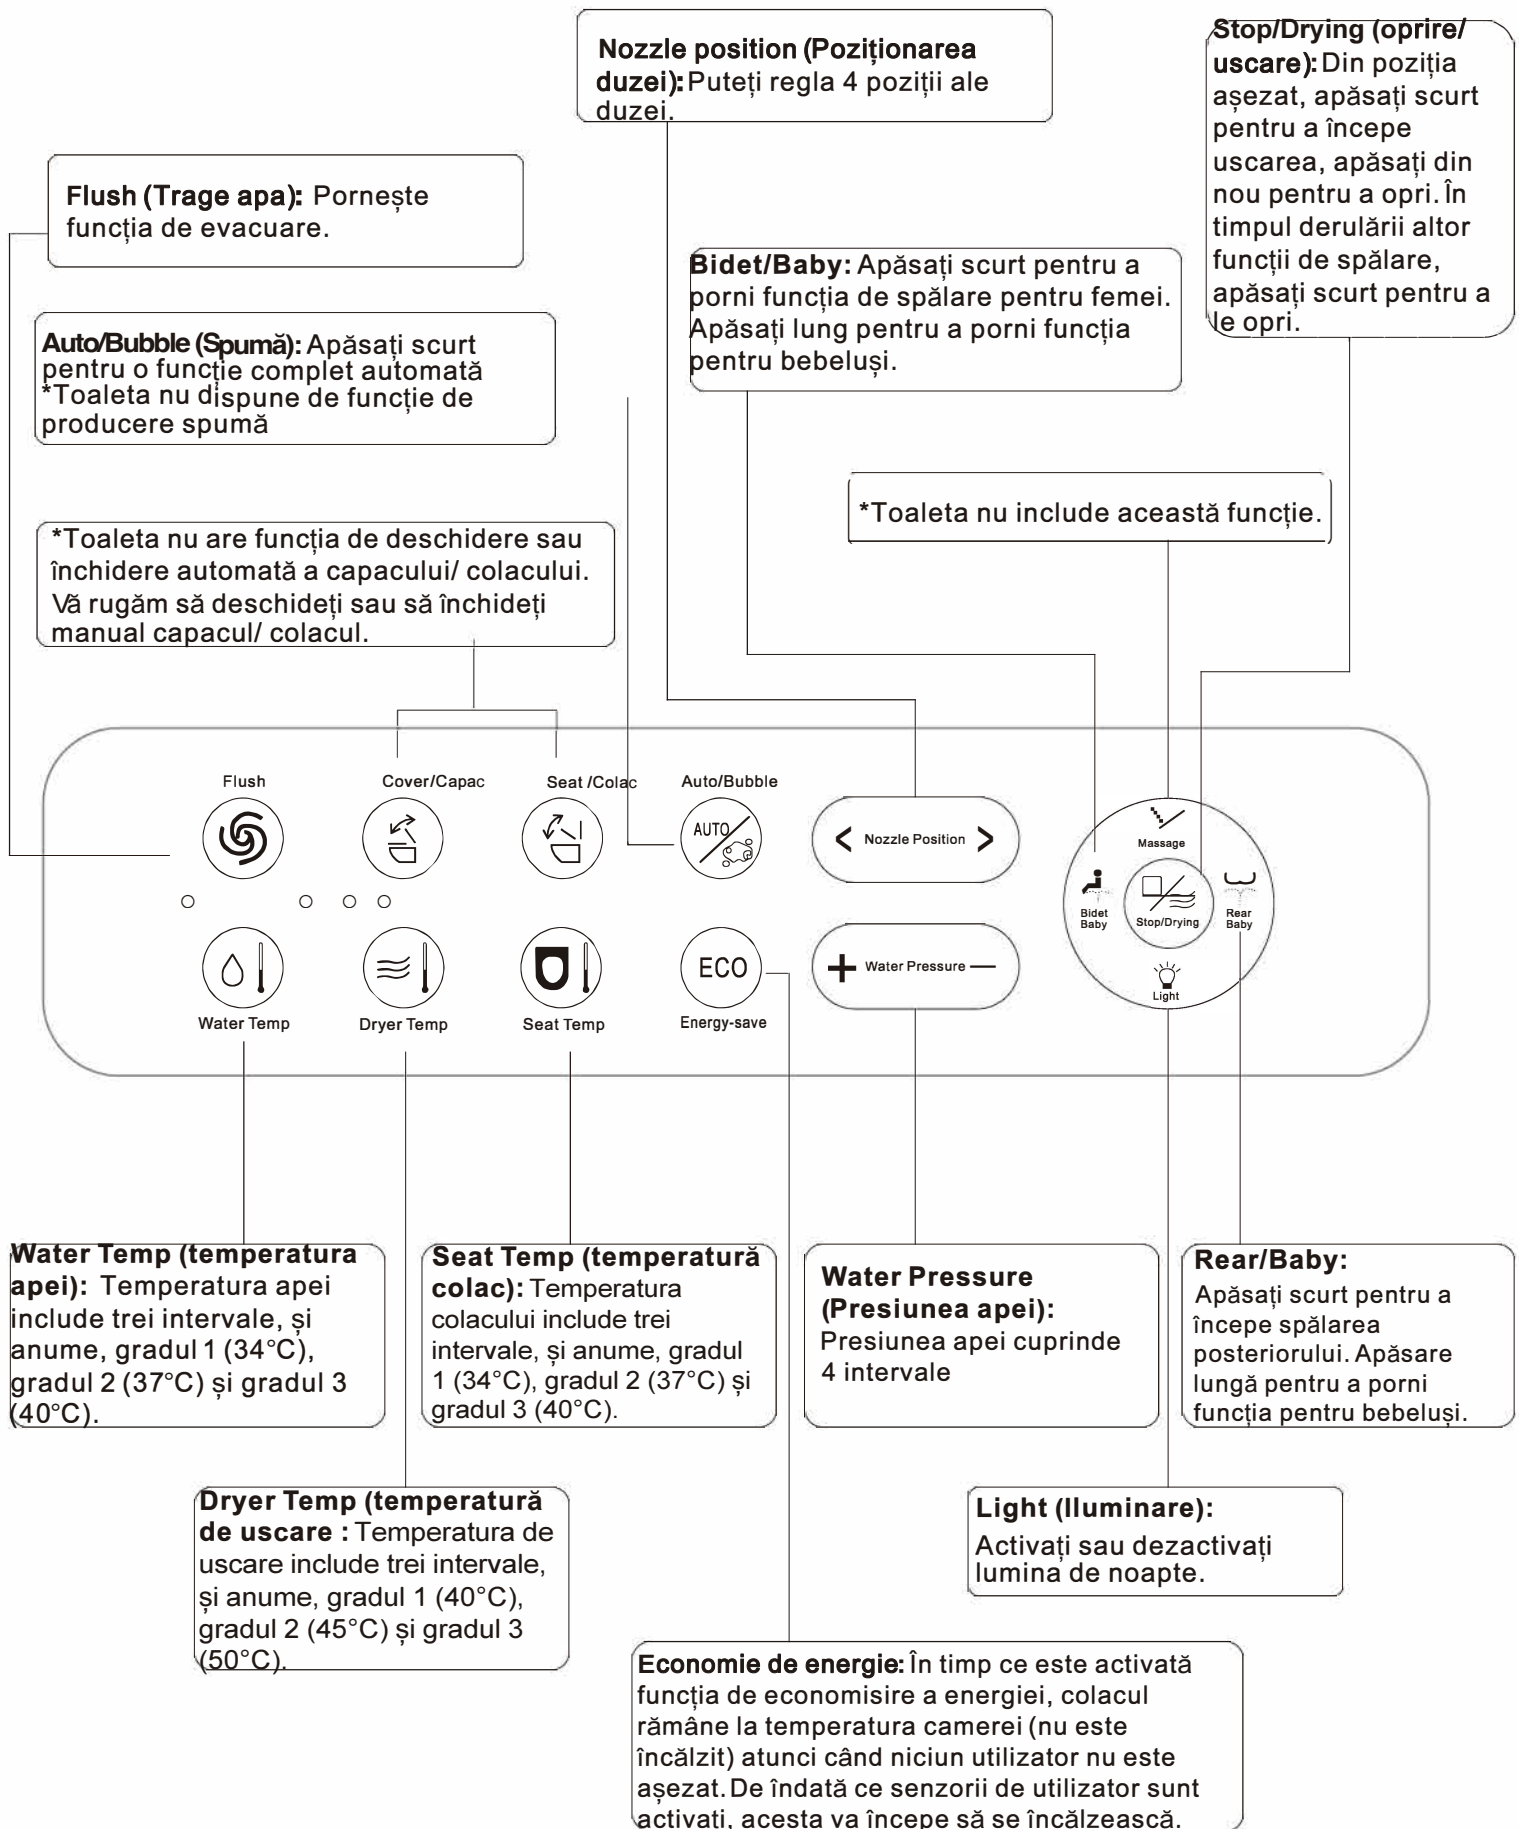 Nozzle position (Poziționarea
duzei): Puteți regla 4 poziții ale
duzei.
Stop/Drying (oprire/
uscare): Din poziția
așezat, apăsați scurt
pentru a începe
uscarea, apăsați din
nou pentru a opri. În
timpul derulării altor
funcții de spălare,
apăsați scurt pentru a
le opri.
Flush (Trage apa): Pornește
funcția de evacuare.
Bidet/Baby: Apăsați scurt pentru a
porni funcția de spălare pentru femei.
Apăsați lung pentru a porni funcția
pentru bebeluși.
Auto/Bubble (Spumă): Apăsați scurt
pentru o funcție complet automată
*Toaleta nu dispune de funcție de
producere spumă
*Toaleta nu include această funcție.
*Toaleta nu are funcția de deschidere sau
închidere automată a capacului/ colacului.
Vă rugăm să deschideți sau să închideți
manual capacul/ colacul.
Flush
Cover/Capac
Seat /Colac
Auto/Bubble
AUTO
< Nozzle Position >
Massage
Bidet
Baby
Stop/Drying
Rear
Baby
Light
ECO
+ Water Pressure —
Water Temp
Dryer Temp
Seat Temp
Energy-save
Water Temp (temperatura
apei): Temperatura apei
include trei intervale, și
anume, gradul 1 (34°C),
gradul 2 (37°C) și gradul 3
(40°C).
Seat Temp (temperatură
colac): Temperatura
colacului include trei
intervale, și anume, gradul
1 (34°C), gradul 2 (37°C) și
gradul 3 (40°C).
Water Pressure
(Presiunea apei):
Presiunea apei cuprinde
4 intervale
Rear/Baby:
Apăsați scurt pentru a
începe spălarea
posteriorului. Apăsare
lungă pentru a porni
funcția pentru bebeluși.
Dryer Temp (temperatură
de uscare : Temperatura de
uscare include trei intervale,
și anume, gradul 1 (40°C),
gradul 2 (45°C) și gradul 3
(50°C).
Light (Iluminare):
Activați sau dezactivați
lumina de noapte.
Economie de energie: În timp ce este activată
funcția de economisire a energiei, colacul
rămâne la temperatura camerei (nu este
încălzit) atunci când niciun utilizator nu este
așezat. De îndată ce senzorii de utilizator sunt
activați, acesta va începe să se încălzească.